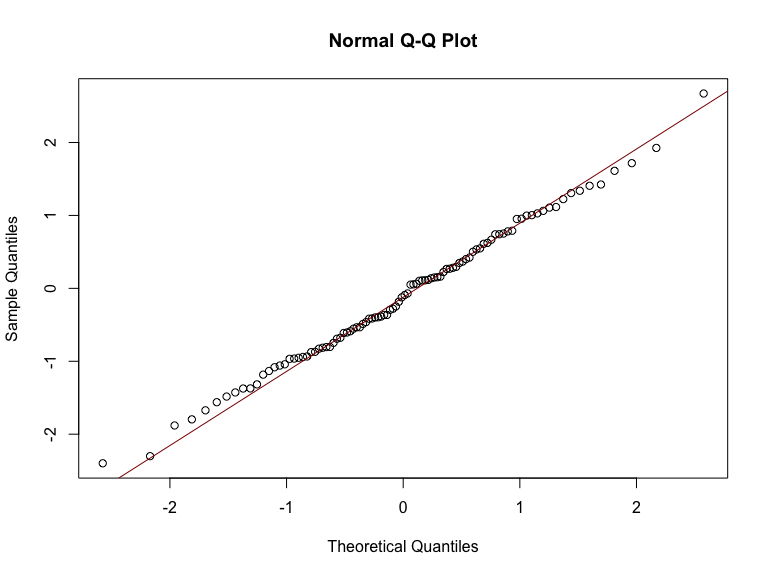 Normal Q-Q Plot
Sample Quantiles
2
1
0
-1
-2
-2 -1 0 1 2
Theoretical Quantiles